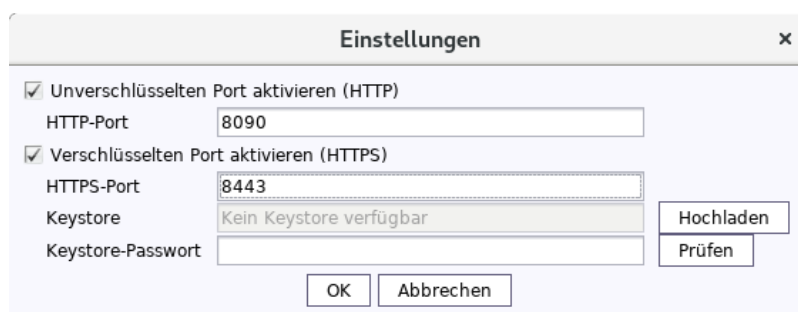 Einstellungen
Unverschlüsselten Port aktivieren (HTTP)
HTTP-Port 8090
Verschlüsselten Port aktivieren (HTTPS)
HTTPS-Port 8443
Keystore Kein Keystore verfügbar Hochladen
Keystore-Passwort Prüfen
OK Abbrechen